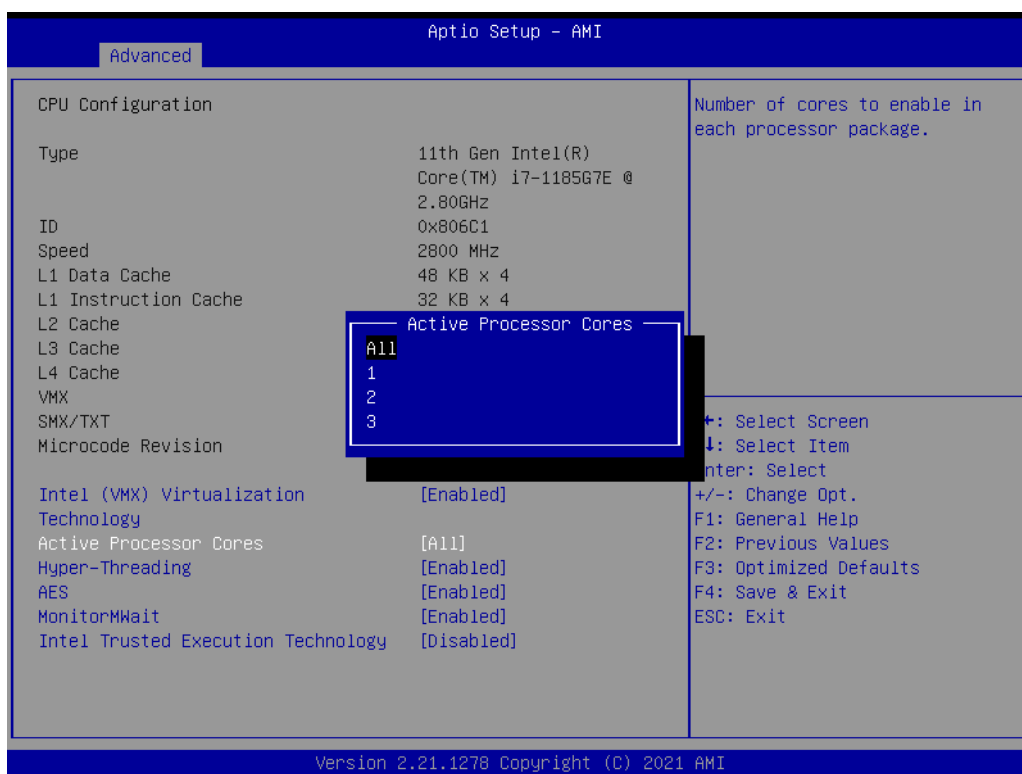 Aptio Setup – AMI
Advanced
CPU Configuration
Type 11th Gen Intel(R)
Core(TM) i7-1185G7E @
2.80GHz
ID 0x806C1
Speed 2800 MHz
L1 Data Cache 48 KB x 4
L1 Instruction Cache 32 KB x 4
L2 Cache
L3 Cache
L4 Cache
VMX
SMX/TXT
Microcode Revision
Active Processor Cores
All
1
2
3
Intel (VMX) Virtualization [Enabled]
Technology
Active Processor Cores [All]
Hyper-Threading [Enabled]
AES [Enabled]
MonitorMWait [Enabled]
Intel Trusted Execution Technology [Disabled]
Number of cores to enable in
each processor package.
: Select Screen
: Select Item
nter: Select
+/-: Change Opt.
F1: General Help
F2: Previous Values
F3: Optimized Defaults
F4: Save & Exit
ESC: Exit
Version 2.21.1278 Copyright (C) 2021 AMI